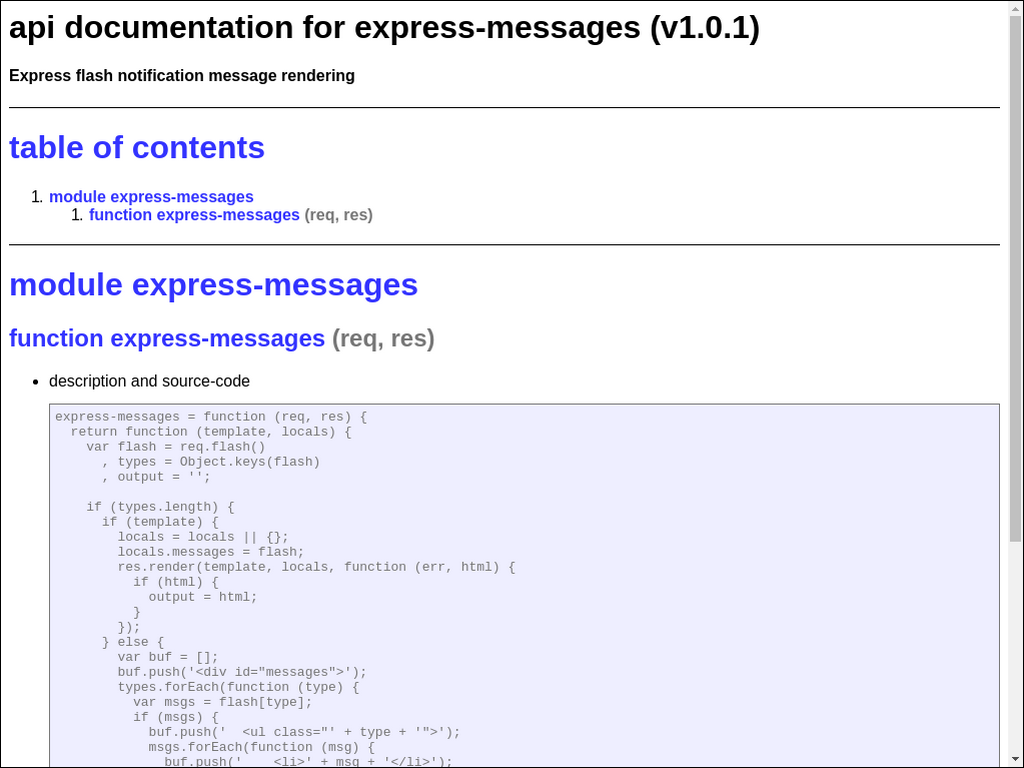 api documentation for express-messages (v1.0.1)
Express flash notification message rendering
table of contents
1. module express-messages
1. function express-messages (req, res)
module express-messages
function express-messages (req, res)
• description and source-code
express-messages = function (req, res) {
  return function (template, locals) {
    var flash = req.flash()
      , types = Object.keys(flash)
      , output = '';

    if (types.length) {
      if (template) {
        locals = locals || {};
        locals.messages = flash;
        res.render(template, locals, function (err, html) {
          if (html) {
            output = html;
          }
        });
      } else {
        var buf = [];
        buf.push('<div id="messages">');
        types.forEach(function (type) {
          var msgs = flash[type];
          if (msgs) {
            buf.push('  <ul class="' + type + '">');
            msgs.forEach(function (msg) {
              buf.push('    <li>' + msg + '</li>');